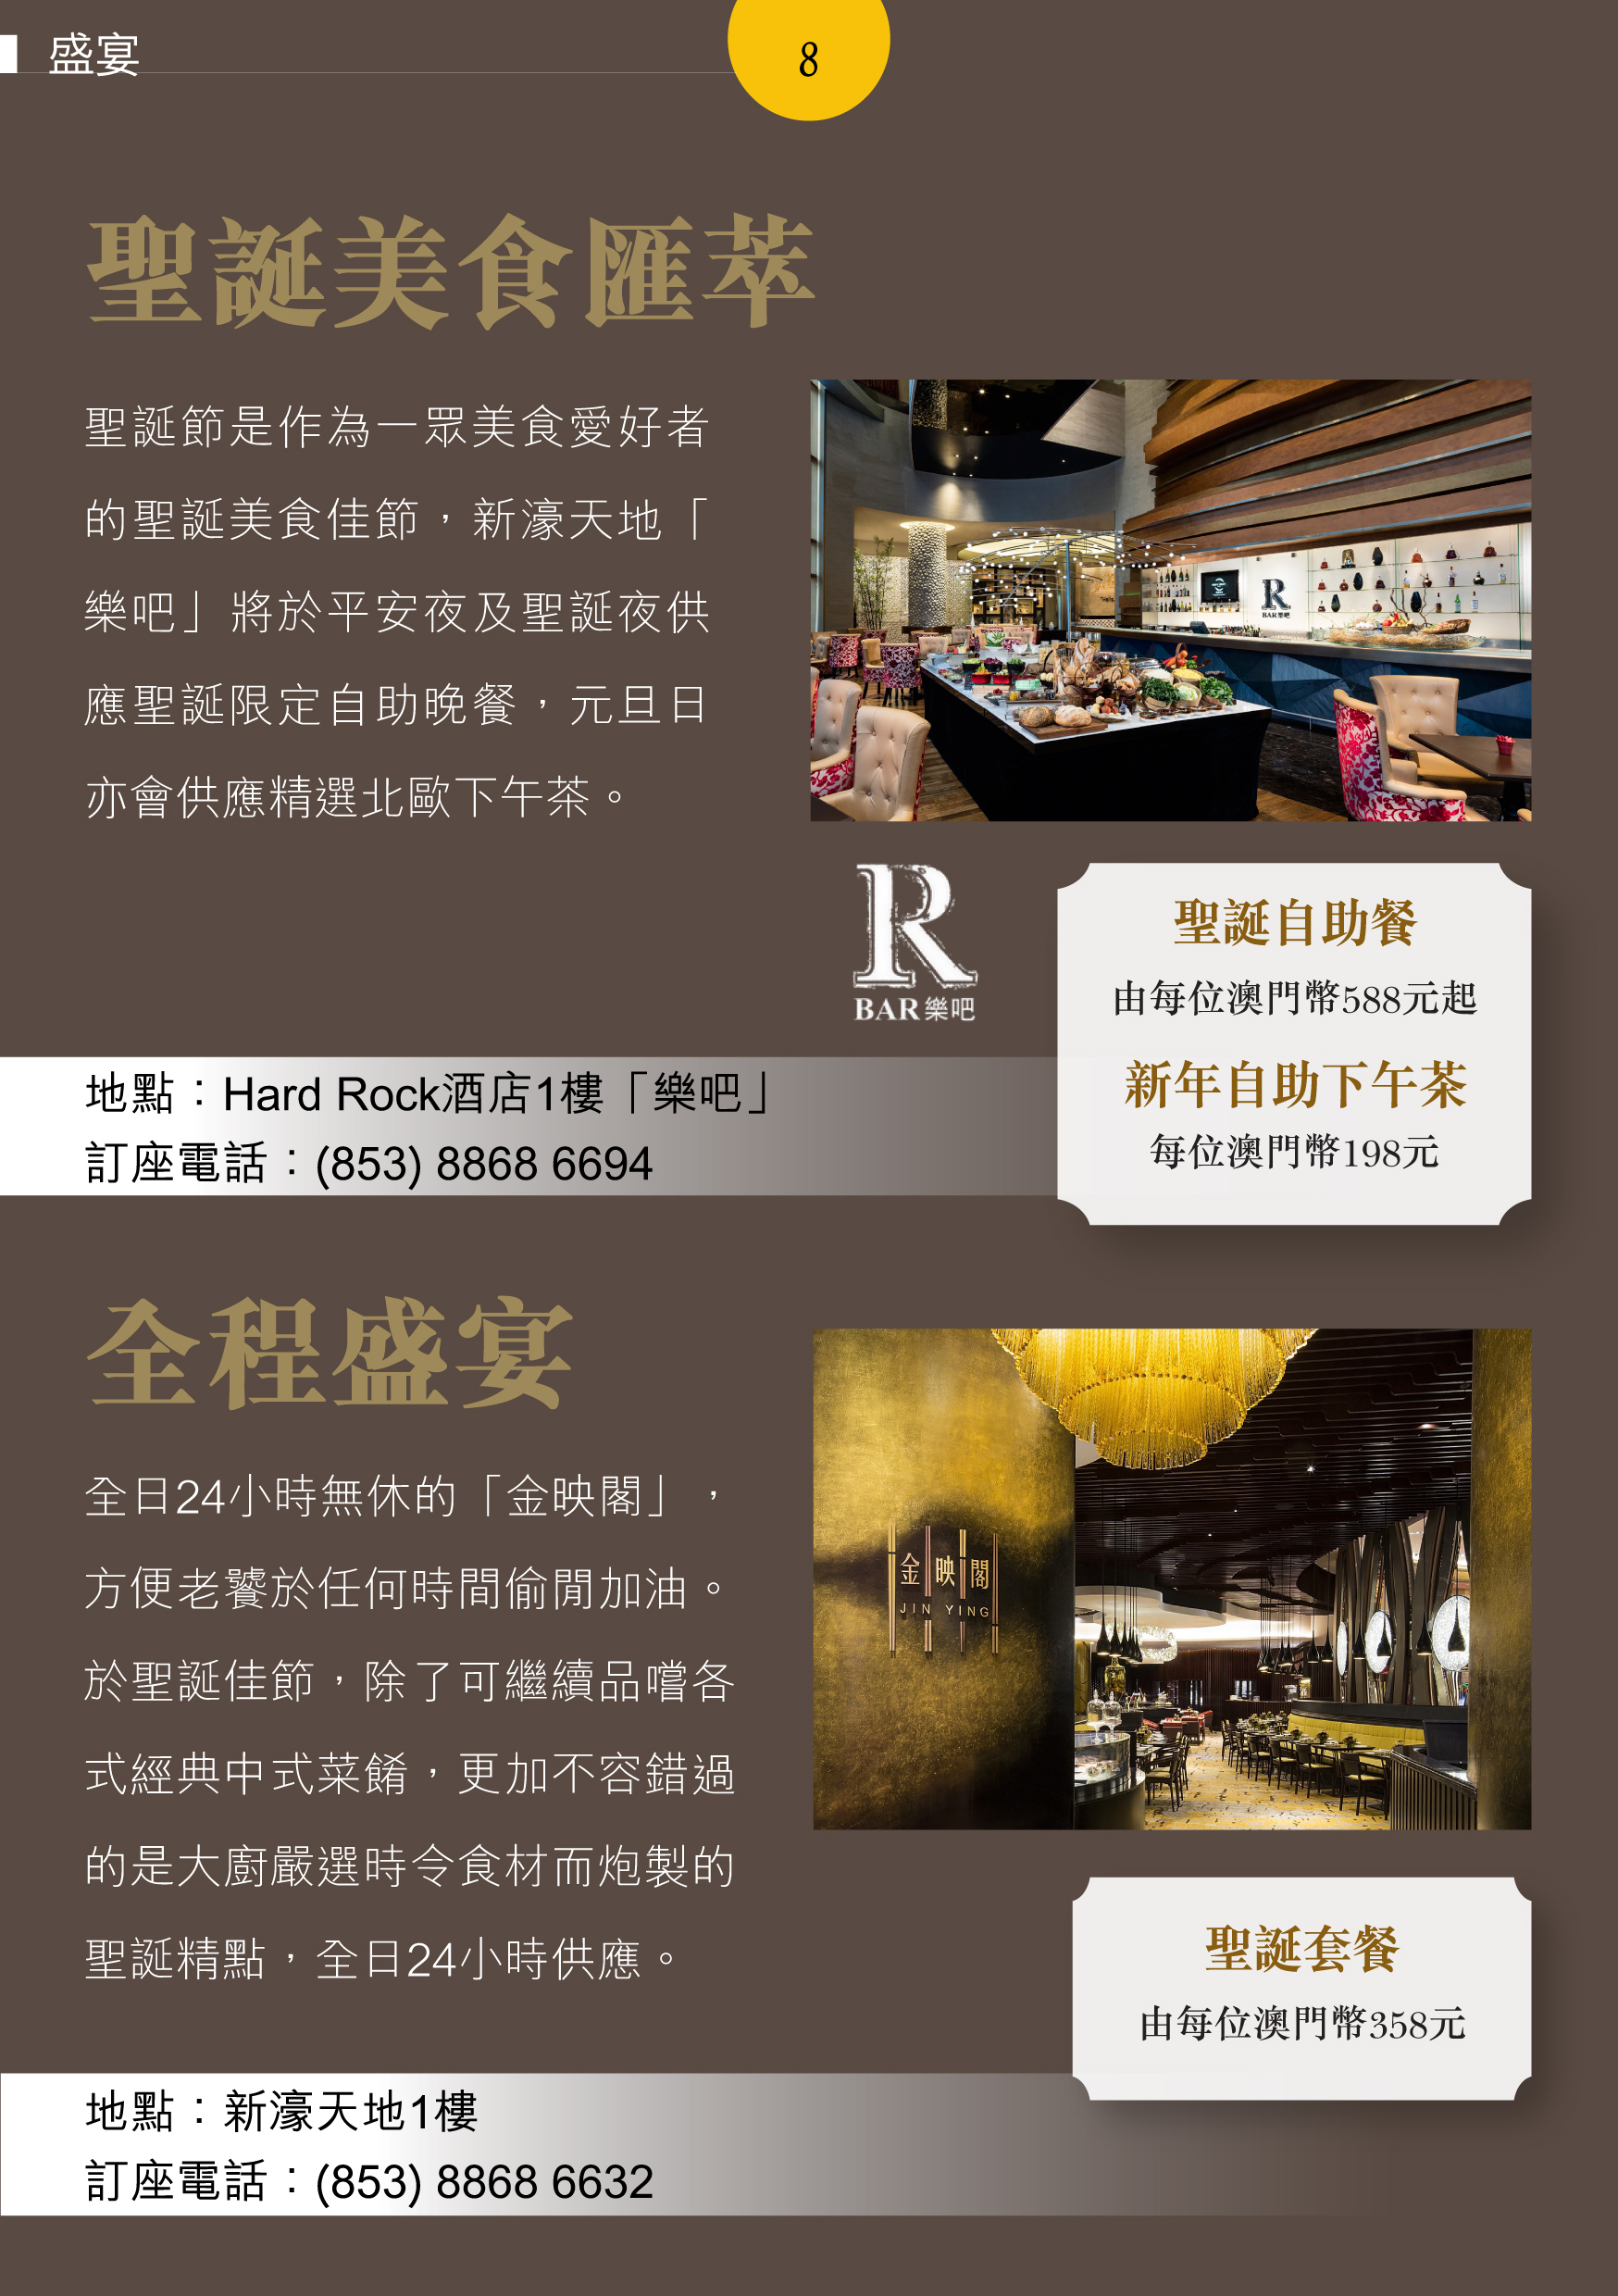 盛宴
8
聖誕美食匯萃
聖誕節是作為一眾美食愛好者
的聖誕美食佳節，新濠天地「
樂吧」將於平安夜及聖誕夜供
應聖誕限定自助晚餐，元旦日
亦會供應精選北歐下午茶。
R
BAR樂吧
R
BAR樂吧
聖誕自助餐
由每位澳門幣588元起
新年自助下午茶
每位澳門幣198元
地點：Hard Rock酒店1樓「樂吧」
訂座電話：(853) 8868 6694
全程盛宴
全日24小時無休的「金映閣」，
方便老饕於任何時間偷閒加油。
於聖誕佳節，除了可繼續品嚐各
式經典中式菜餚，更加不容錯過
的是大廚嚴選時令食材而炮製的
聖誕精點，全日24小時供應。
金映閣
JIN YING
聖誕套餐
由每位澳門幣358元
地點：新濠天地1樓
訂座電話：(853) 8868 6632